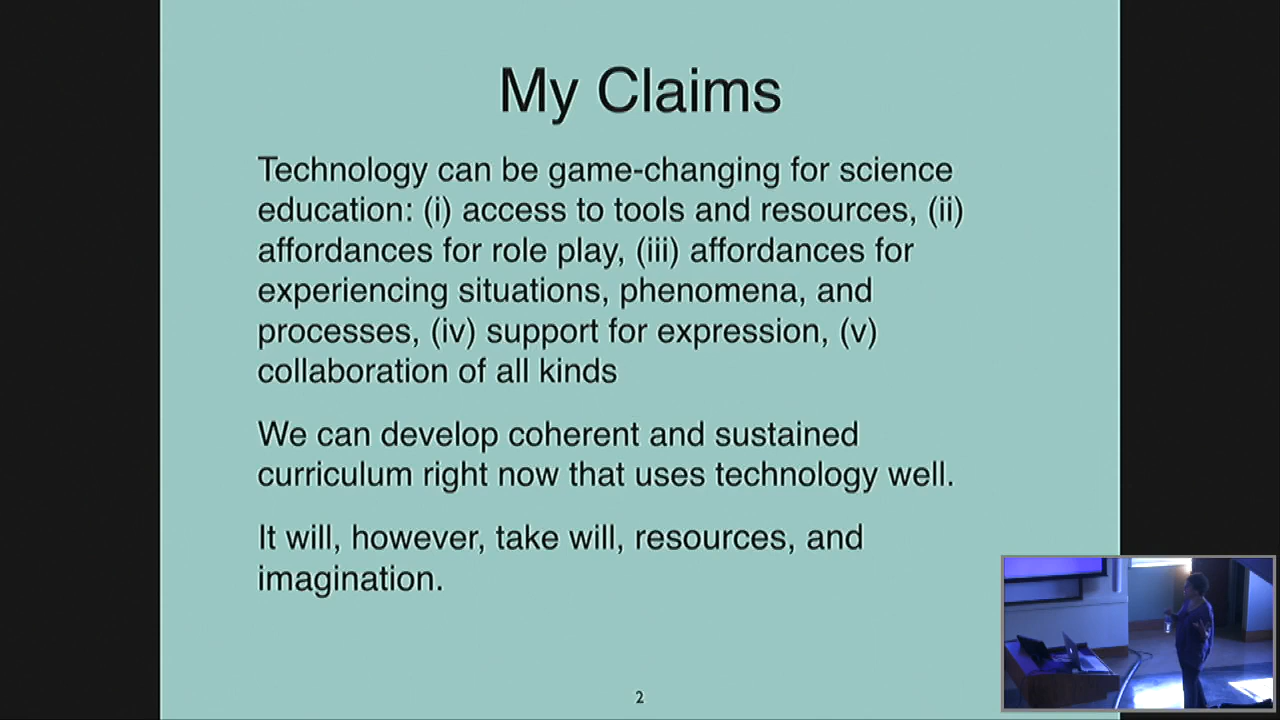 My Claims
Technology can be game-changing for science
education: (i) access to tools and resources, (ii)
affordances for role play, (iii) affordances for
experiencing situations, phenomena, and
processes, (iv) support for expression, (v)
collaboration of all kinds
We can develop coherent and sustained
curriculum right now that uses technology well.
It will, however, take will, resources, and
imagination.
2